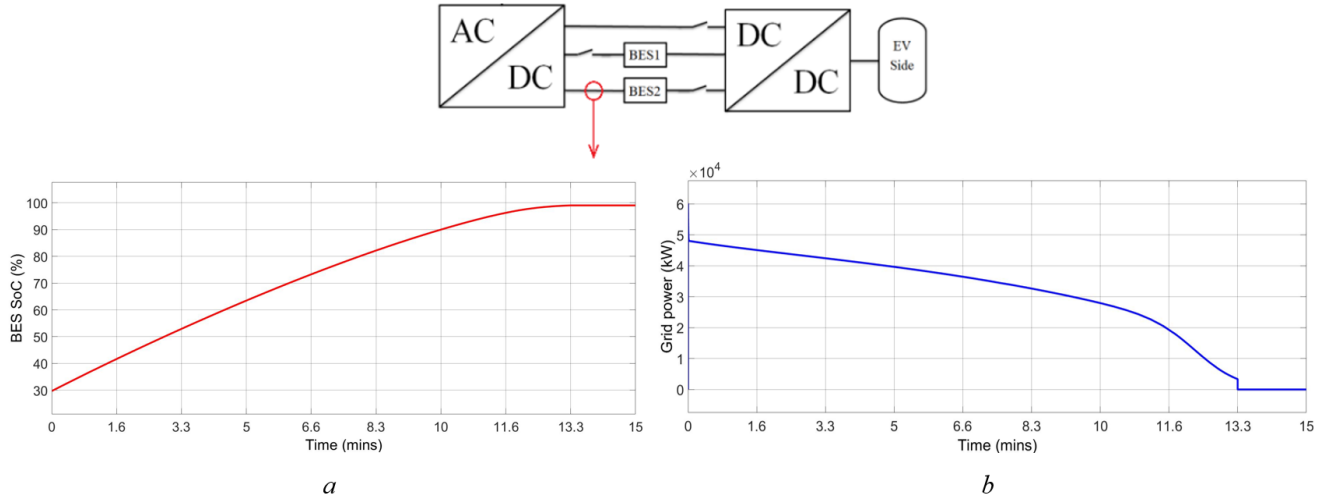 AC
DC
BES1
BES2
DC
DC
EV
Side
BES SoC (%)
100
90
80
70
60
50
40
30
0 1.6 3.3 5 6.6 8.3 10 11.6 13.3 15
Time (mins)
a
×10⁴
Grid power (kW)
6
5
4
3
2
1
0
0 1.6 3.3 5 6.6 8.3 10 11.6 13.3 15
Time (mins)
b